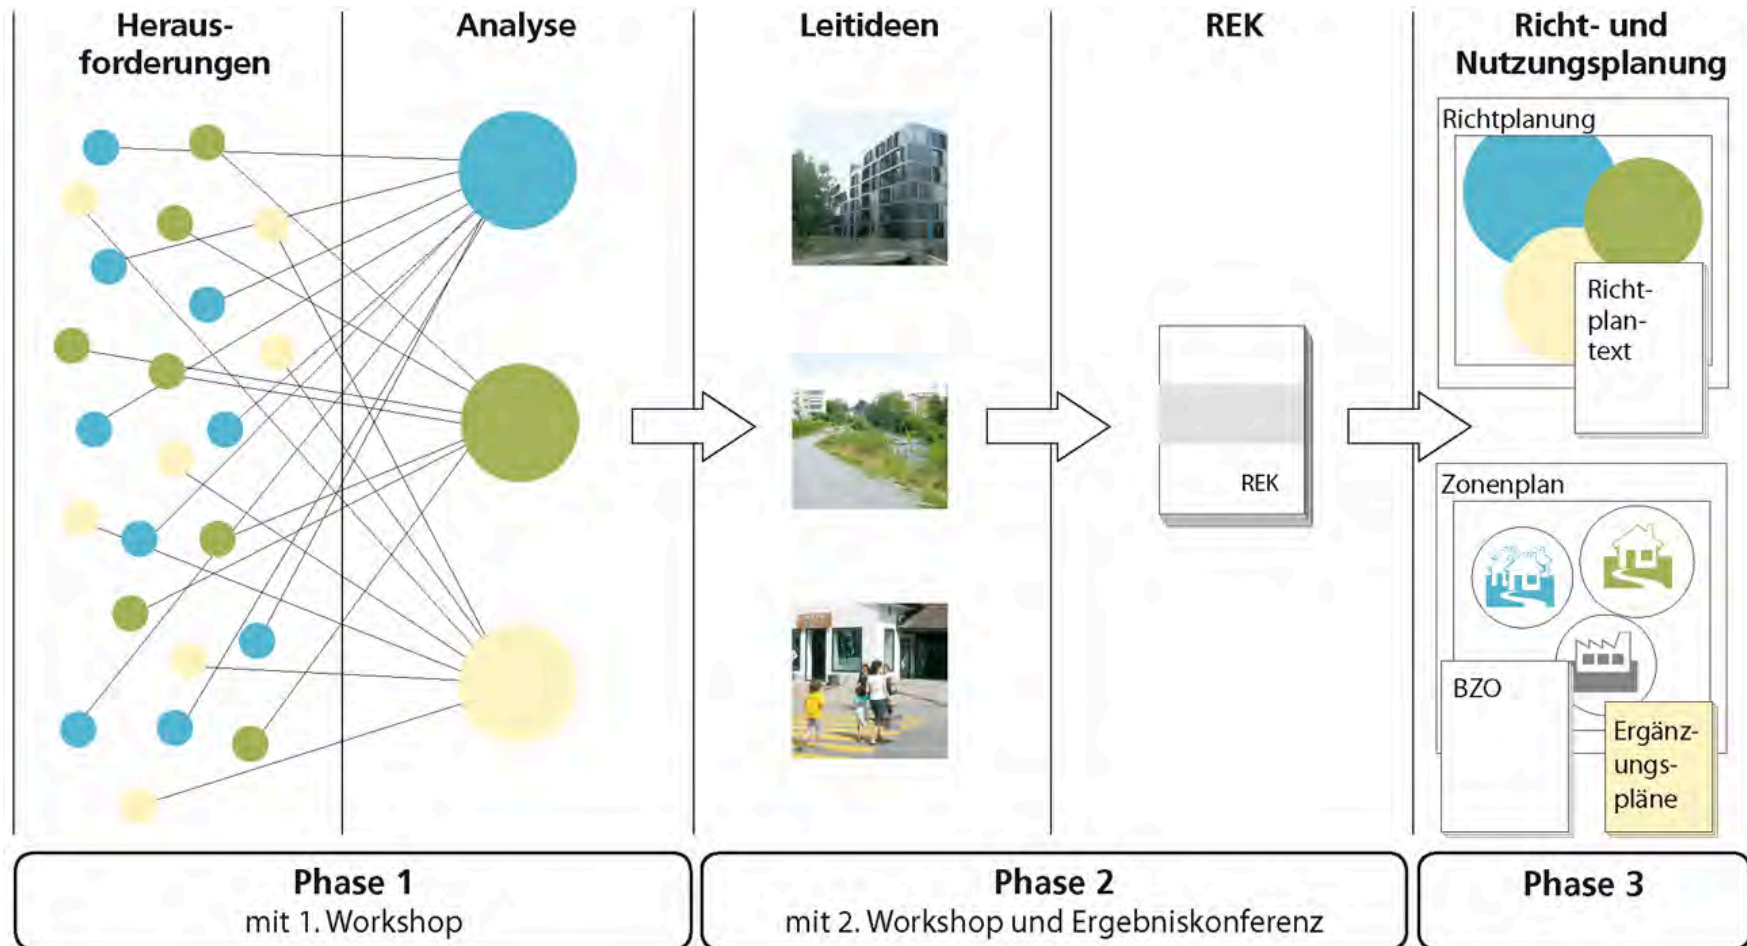 Heraus-
forderungen
Analyse
Leitideen
REK
Richt- und
Nutzungsplanung
Richtplanung
Richt-
plan-
text
REK
Zonenplan
BZO
Ergänz-
ungs-
pläne
Phase 1
mit 1. Workshop
Phase 2
mit 2. Workshop und Ergebniskonferenz
Phase 3